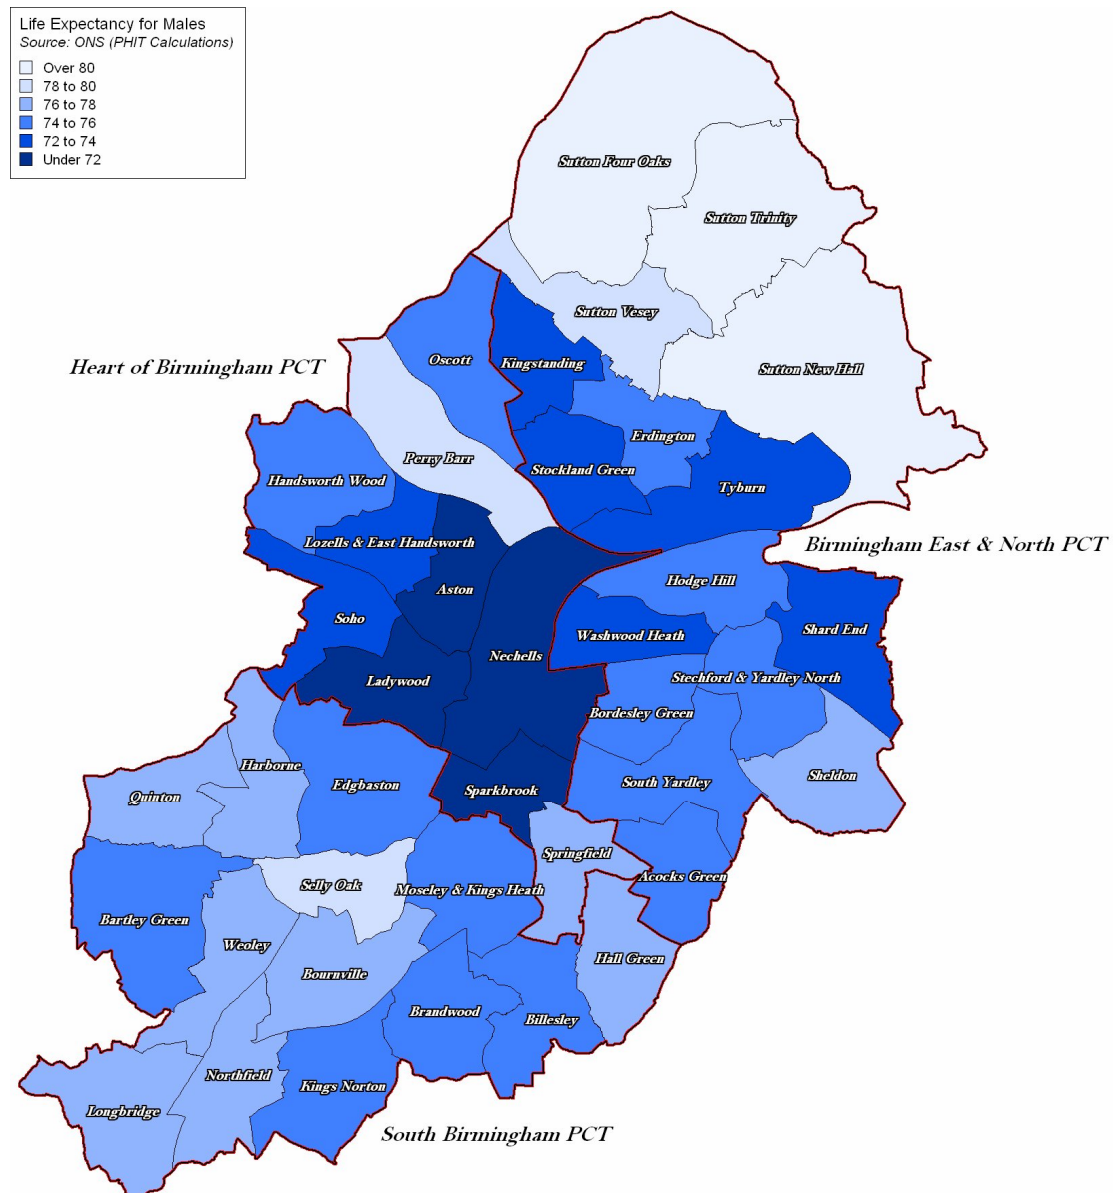 Life Expectancy for Males
Source: ONS (PHIT Calculations)
Over 80
78 to 80
76 to 78
74 to 76
72 to 74
Under 72
Sutton Four Oaks
Sutton Trinity
Sutton Vesey
Oscott
Kingstanding
Sutton New Hall
Heart of Birmingham PCT
Erdington
Perry Barr
Stockland Green
Handsworth Wood
Tyburn
Lozells & East Handsworth
Birmingham East & North PCT
Hodge Hill
Aston
Soho
Washwood Heath
Shard End
Nechells
Ladywood
Stechford & Yardley North
Bordesley Green
Harborne
Sheldon
Edgbaston
South Yardley
Sparkbrook
Quinton
Springfield
Acocks Green
Selly Oak
Moseley & Kings Heath
Bartley Green
Weoley
Hall Green
Bournville
Brandwood
Billesley
Northfield
Kings Norton
Longbridge
South Birmingham PCT